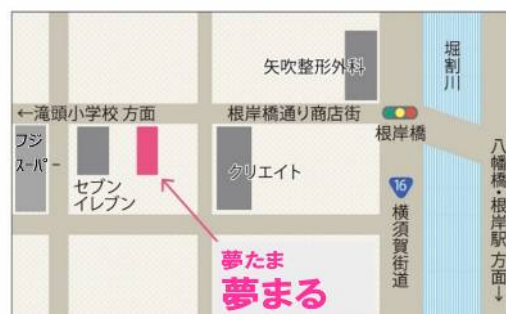 矢吹整形外科
堀割川
←滝頭小学校 方面
根岸橋通り商店街
根岸橋
フジ
スーパー
セブン
イレブン
クリエイト
16
横須賀街道
八幡橋・根岸駅 方面→
夢たま
夢まる